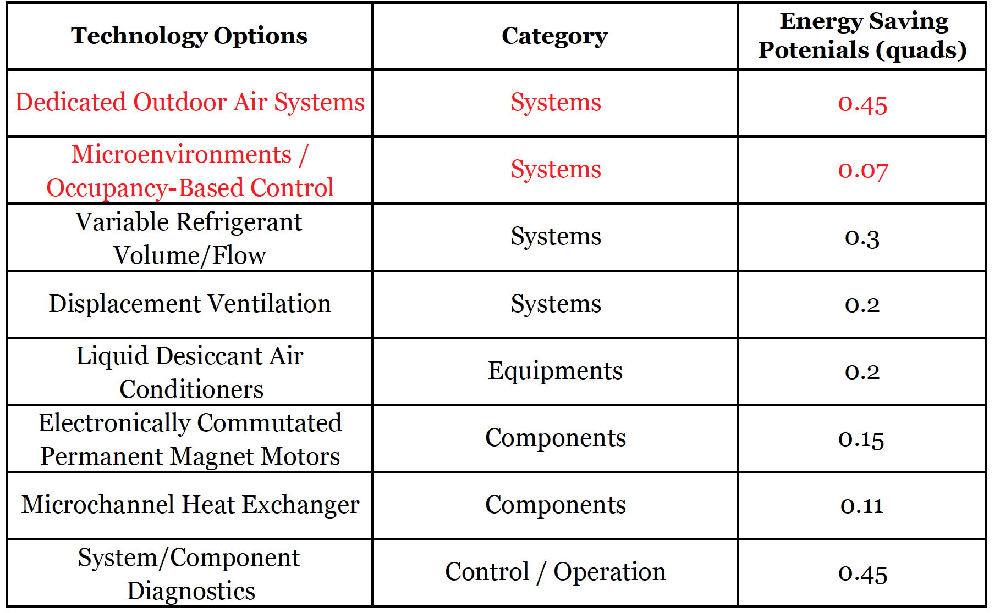 Technology Options
Category
Energy Saving
Potenials (quads)
Dedicated Outdoor Air Systems
Systems
0.45
Microenvironments /
Occupancy-Based Control
Systems
0.07
Variable Refrigerant
Volume/Flow
Systems
0.3
Displacement Ventilation
Systems
0.2
Liquid Desiccant Air
Conditioners
Equipments
0.2
Electronically Commutated
Permanent Magnet Motors
Components
0.15
Microchannel Heat Exchanger
Components
0.11
System/Component
Diagnostics
Control / Operation
0.45